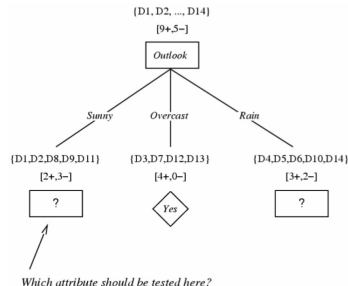 {D1, D2, ..., D14}
[9+,5−]
Outlook
Sunny Overcast Rain
{D1,D2,D8,D9,D11} {D3,D7,D12,D13} {D4,D5,D6,D10,D14}
[2+,3−] [4+,0−] [3+,2−]
? Yes ?
Which attribute should be tested here?